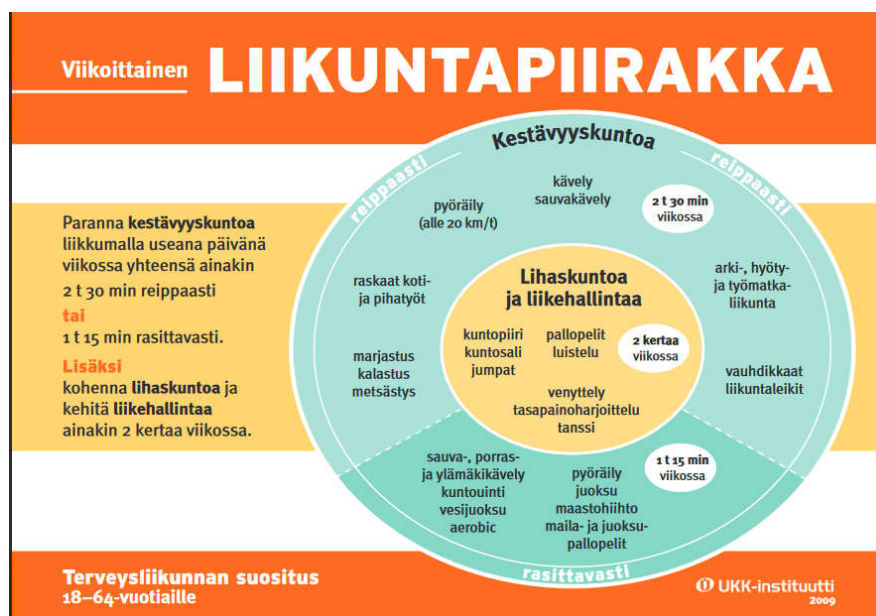 Viikoittainen LIIKUNTAPIIRAKKA
Paranna kestävyyskuntoa
liikkumalla useana päivänä
viikossa yhteensä ainakin
2 t 30 min reippaasti
tai
1 t 15 min rasittavasti.
Lisäksi
kohenna lihaskuntoa ja
kehitä liikehallintaa
ainakin 2 kertaa viikossa.
Kestävyyskuntoa
reippaasti
reippaasti
kävely
sauvakävely
2 t 30 min
viikossa
pyöräily
(alle 20 km/t)
raskaat koti-
ja pihatyöt
marjastus
kalastus
metsästys
arki-, hyöty-
ja työmatka-
liikunta
vauhdikkaat
liikuntaleikit
Lihaskuntoa
ja liikehallintaa
kuntopiiri
kuntosali
jumpat
pallopelit
luistelu
2 kertaa
viikossa
venyttely
tasapainoharjoittelu
tanssi
sauva-, porras-
ja ylämäkikävely
kuntouinti
vesijuoksu
aerobic
pyöräily
juoksu
maastohiihto
maila- ja juoksu-
pallopelit
1 t 15 min
viikossa
rasittavasti
Terveysliikunnan suositus
18–64-vuotiaille
UKK-instituutti
2009